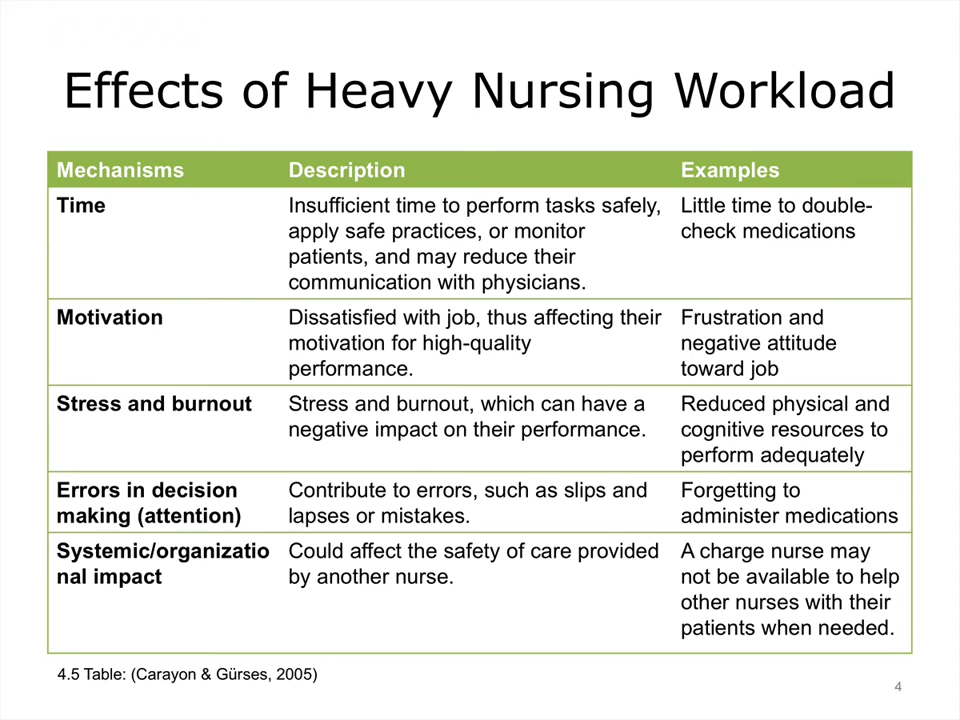 Effects of Heavy Nursing Workload
Mechanisms Description Examples
Time
Insufficient time to perform tasks safely,
apply safe practices, or monitor
patients, and may reduce their
communication with physicians.
Little time to double-
check medications
Motivation
Dissatisfied with job, thus affecting their
motivation for high-quality
performance.
Frustration and
negative attitude
toward job
Stress and burnout
Stress and burnout, which can have a
negative impact on their performance.
Reduced physical and
cognitive resources to
perform adequately
Errors in decision
making (attention)
Contribute to errors, such as slips and
lapses or mistakes.
Forgetting to
administer medications
Systemic/organizatio
nal impact
Could affect the safety of care provided
by another nurse.
A charge nurse may
not be available to help
other nurses with their
patients when needed.
4.5 Table: (Carayon & Gürses, 2005)
4